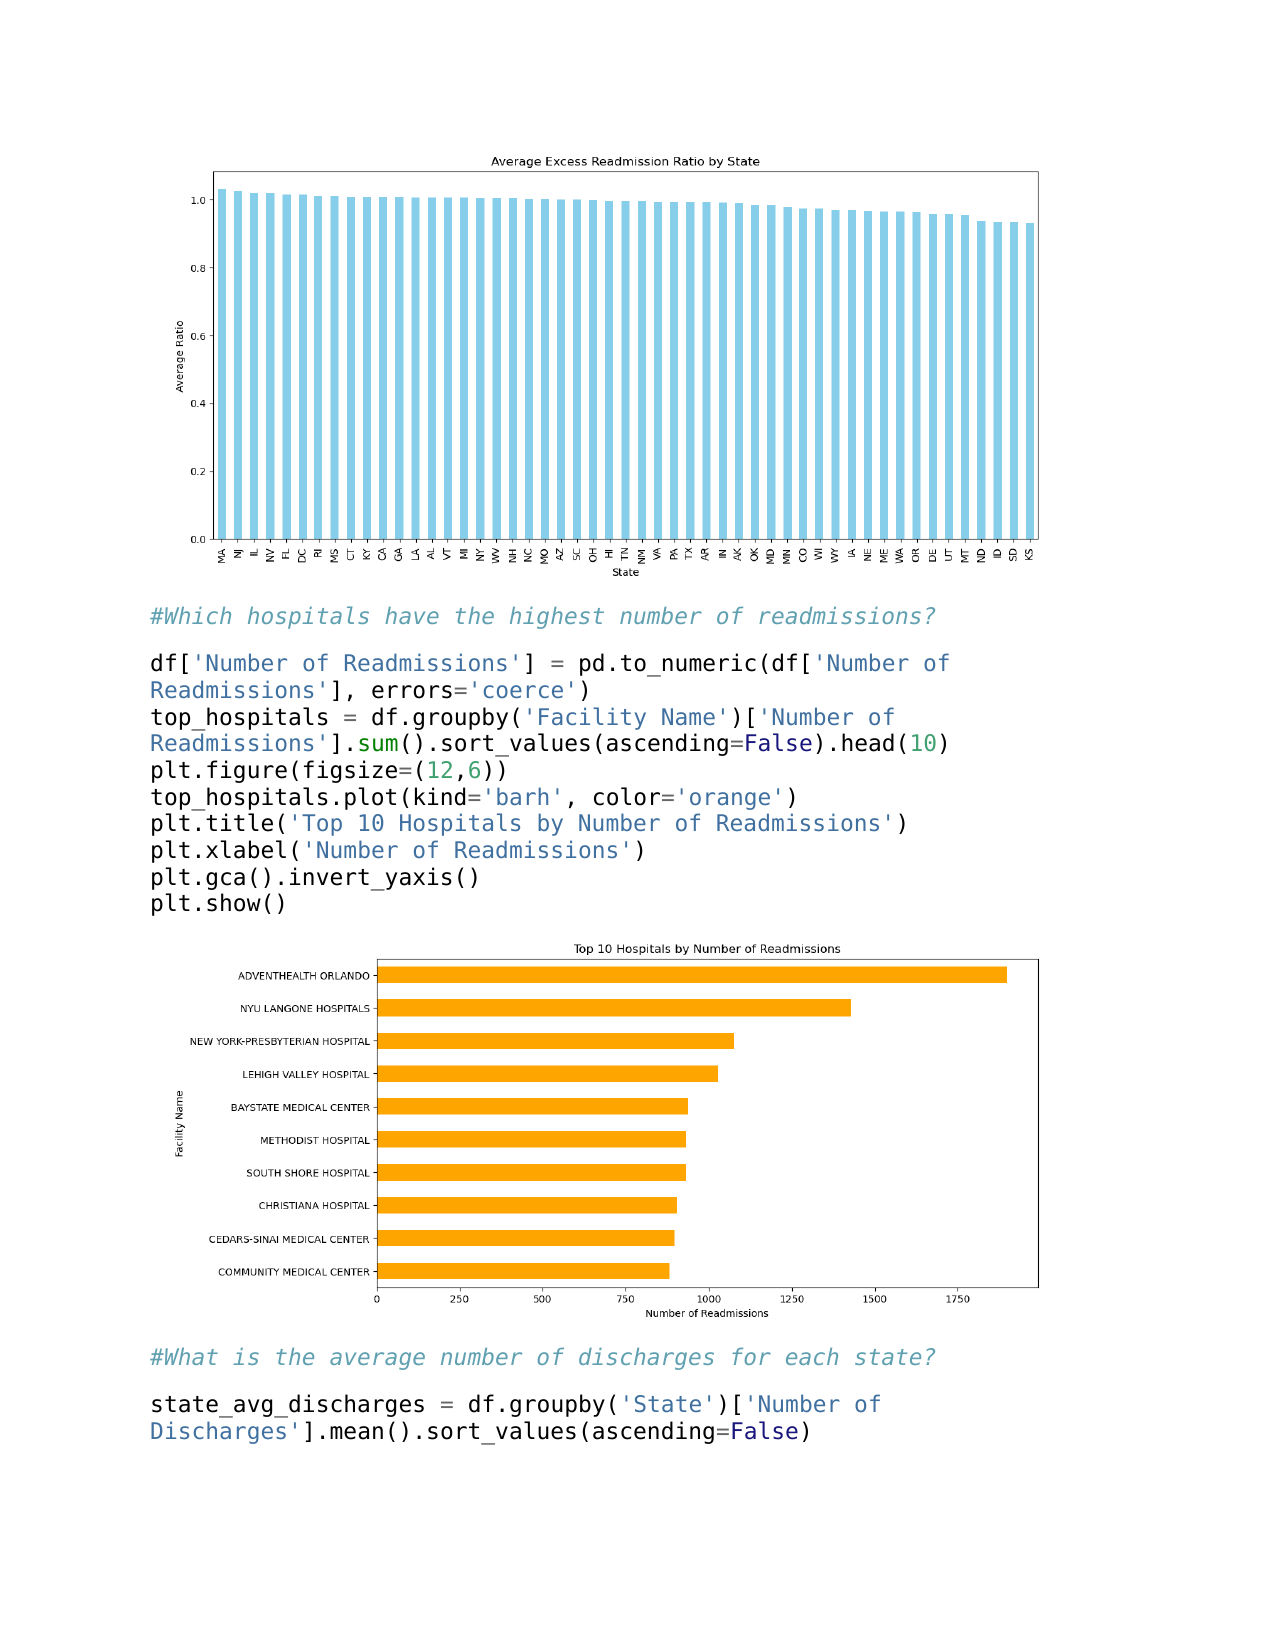 Average Excess Readmission Ratio by State
1.0
0.8
0.6
0.4
0.2
0.0
Average Ratio
MA NJ IL NV FL DC RI MS CT KY CA GA LA AL VT MI NY WV NH NC MO AZ SC OH HI TN NM VA PA TX AR IN AK OK MD MN CO WI WY IA NE ME WA OR DE UT MT ND ID SD KS
State
#Which hospitals have the highest number of readmissions?
df['Number of Readmissions'] = pd.to_numeric(df['Number of
Readmissions'], errors='coerce')
top_hospitals = df.groupby('Facility Name')['Number of
Readmissions'].sum().sort_values(ascending=False).head(10)
plt.figure(figsize=(12,6))
top_hospitals.plot(kind='barh', color='orange')
plt.title('Top 10 Hospitals by Number of Readmissions')
plt.xlabel('Number of Readmissions')
plt.gca().invert_yaxis()
plt.show()
Top 10 Hospitals by Number of Readmissions
ADVENTHEALTH ORLANDO
NYU LANGONE HOSPITALS
NEW YORK-PRESBYTERIAN HOSPITAL
LEHIGH VALLEY HOSPITAL
BAYSTATE MEDICAL CENTER
METHODIST HOSPITAL
SOUTH SHORE HOSPITAL
CHRISTIANA HOSPITAL
CEDARS-SINAI MEDICAL CENTER
COMMUNITY MEDICAL CENTER
Facility Name
0 250 500 750 1000 1250 1500 1750
Number of Readmissions
#What is the average number of discharges for each state?
state_avg_discharges = df.groupby('State')['Number of
Discharges'].mean().sort_values(ascending=False)